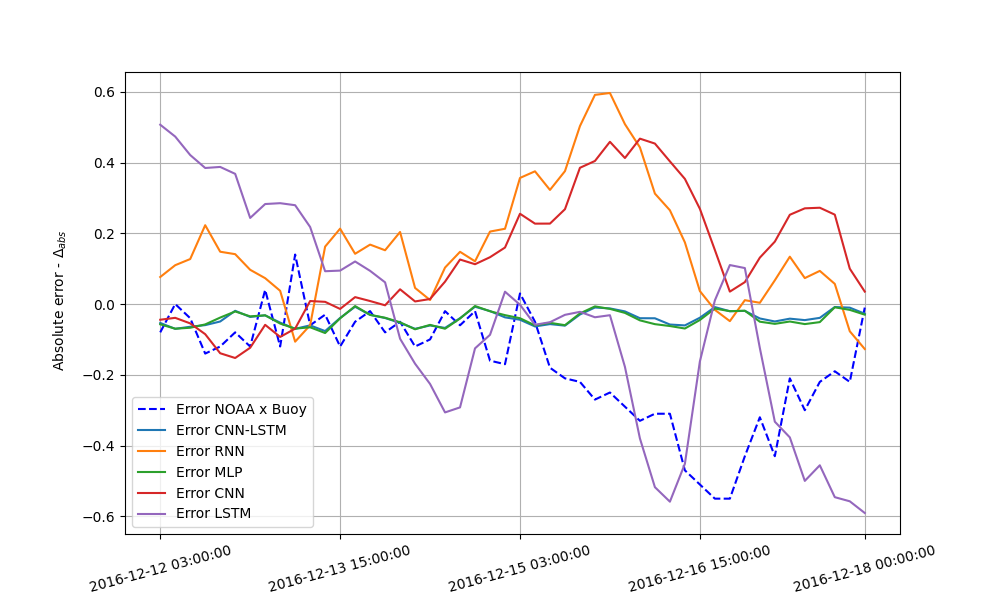 0.6
0.4
0.2
0.0
−0.2
−0.4
−0.6
Absolute error - Δabs
Error NOAA x Buoy
Error CNN-LSTM
Error RNN
Error MLP
Error CNN
Error LSTM
2016-12-12 03:00:00
2016-12-13 15:00:00
2016-12-15 03:00:00
2016-12-16 15:00:00
2016-12-18 00:00:00